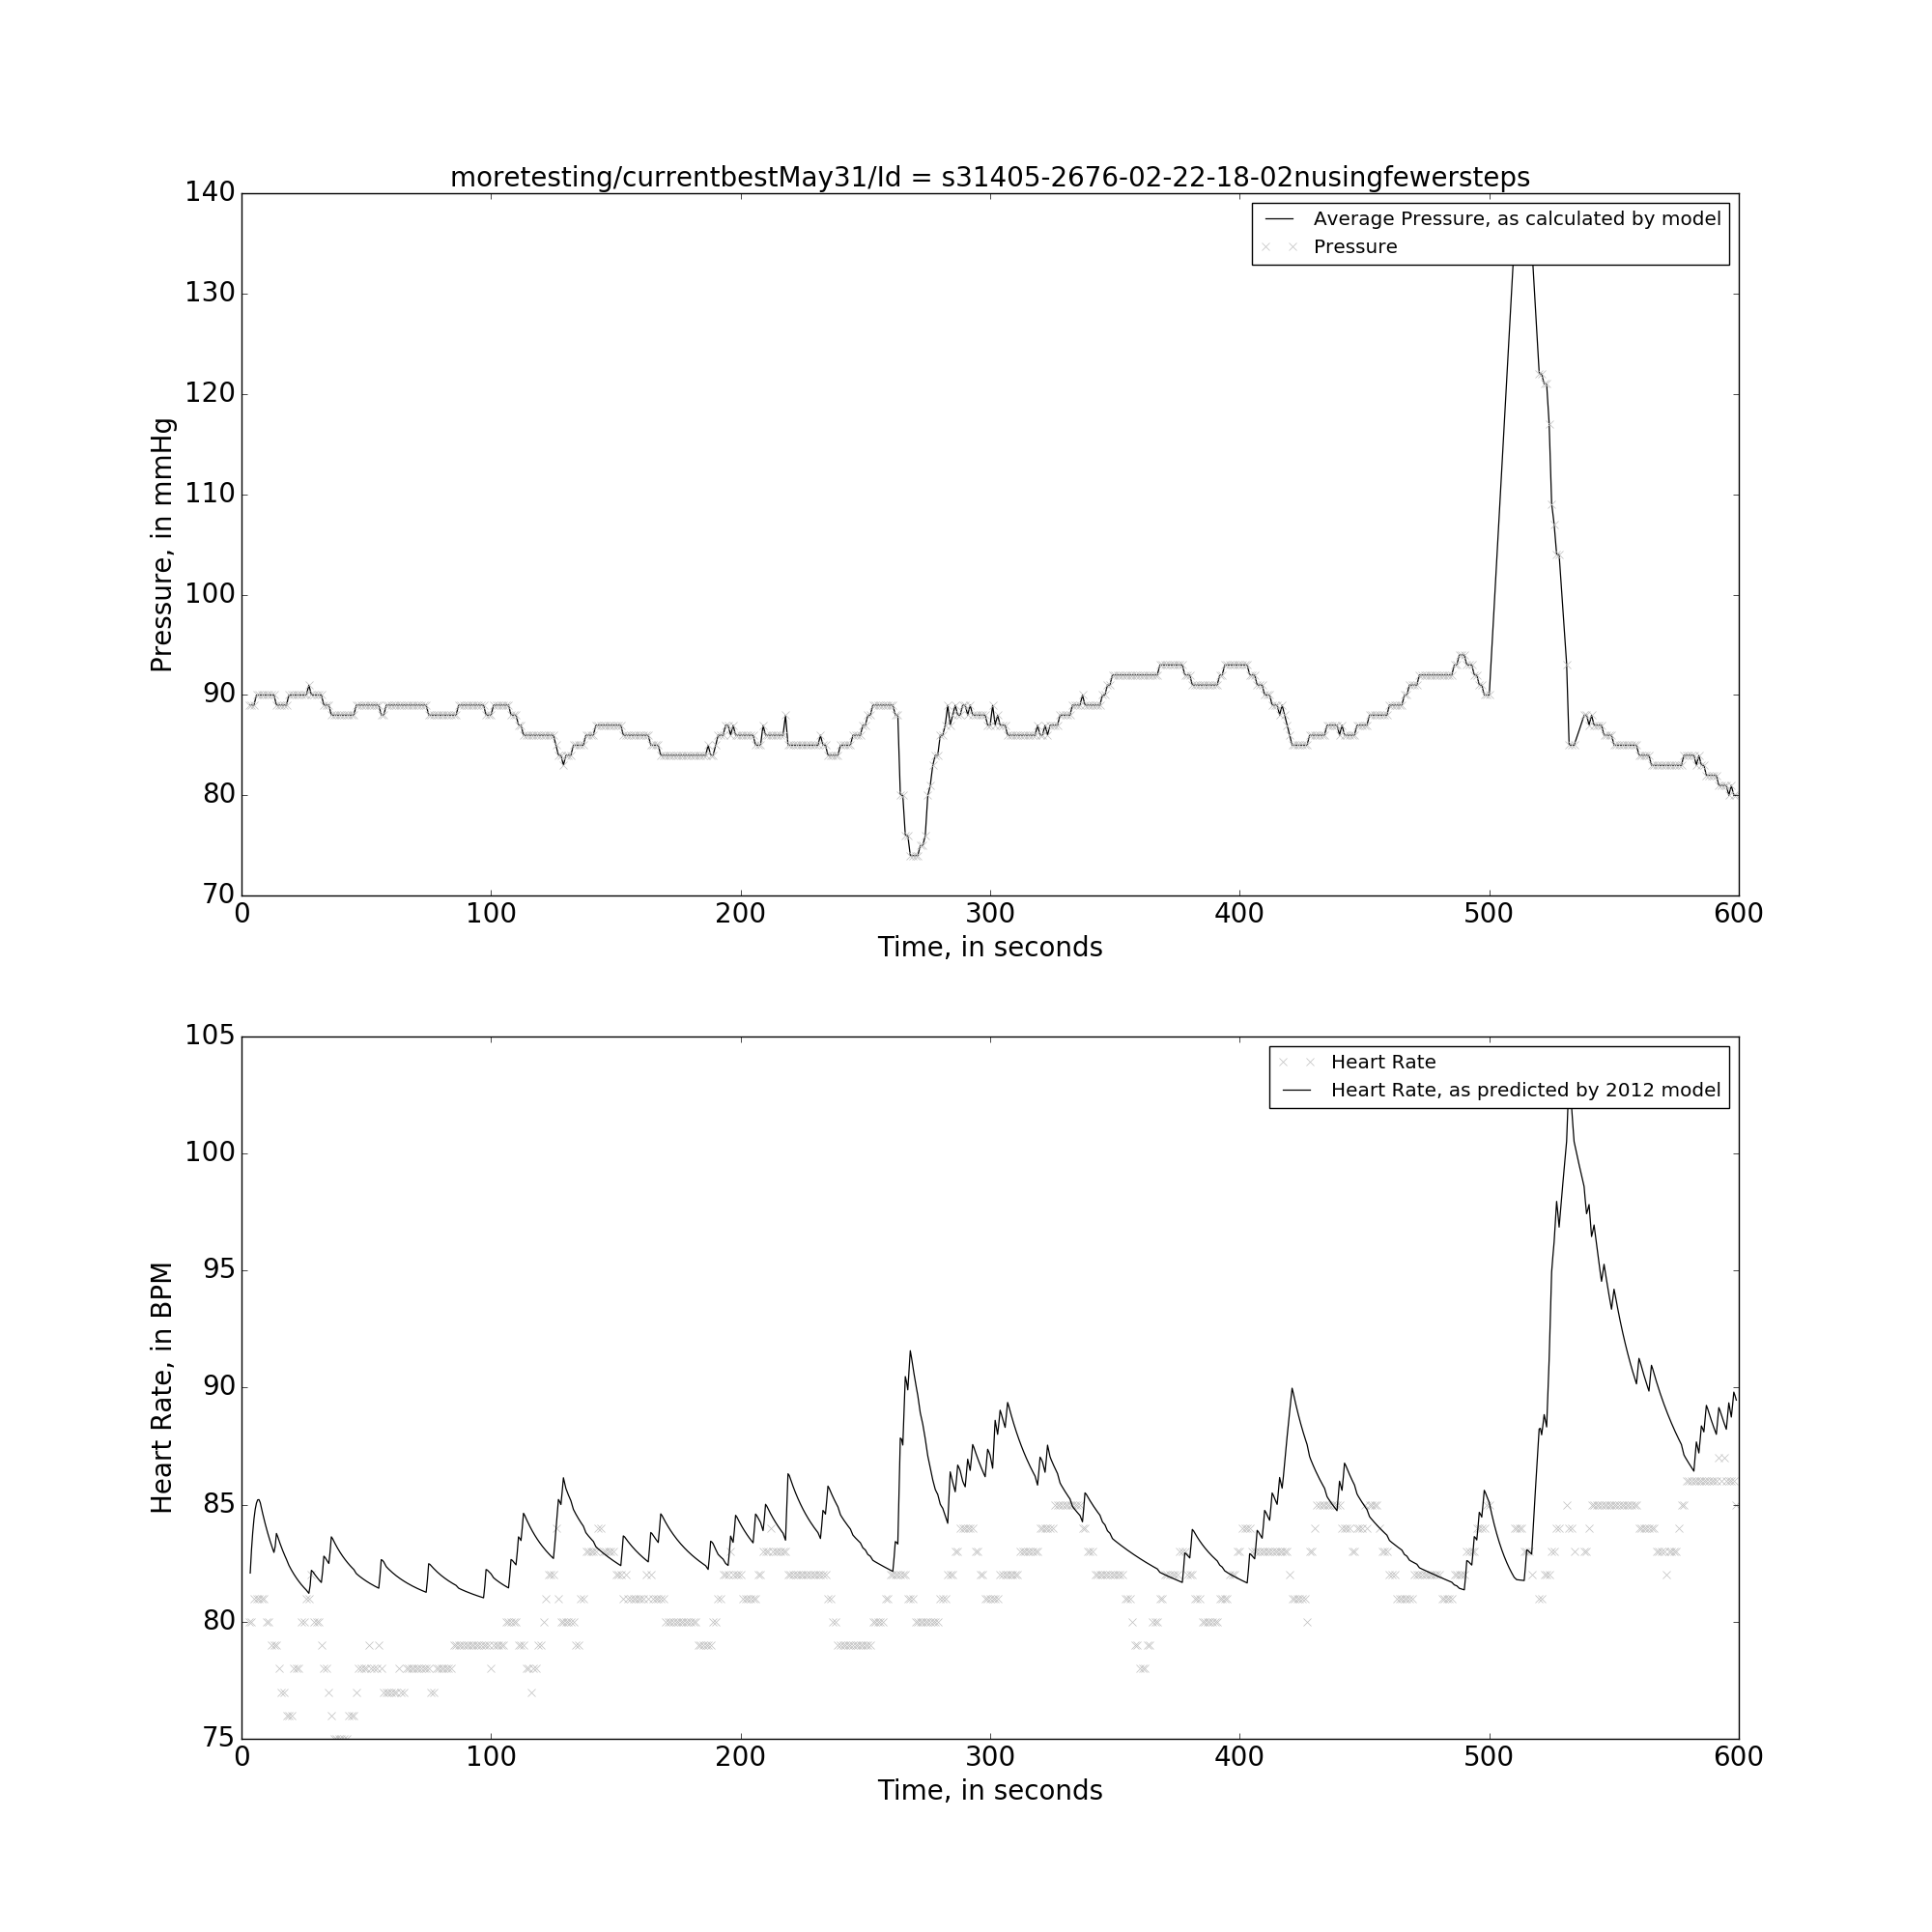 moretesting/currentbestMay31/Id = s31405-2676-02-22-18-02nusingfewersteps
140
130
120
110
100
90
80
70
Pressure, in mmHg
Average Pressure, as calculated by model
Pressure
0 100 200 300 400 500 600
Time, in seconds
105
100
95
90
85
80
75
Heart Rate, in BPM
Heart Rate
Heart Rate, as predicted by 2012 model
0 100 200 300 400 500 600
Time, in seconds